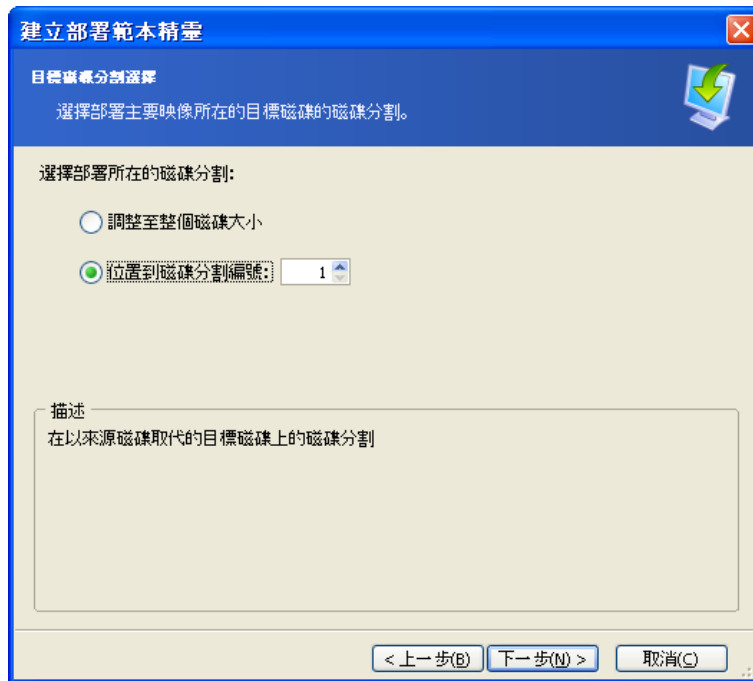 建立部署範本精靈
目標磁碟分割選擇
選擇部署主要映像所在的目標磁碟的磁碟分割。
選擇部署所在的磁碟分割:
調整至整個磁碟大小
位置到磁碟分割編號: 1
描述
在以來源磁碟取代的目標磁碟上的磁碟分割
< 上一步(B) 下一步(N) > 取消(C)